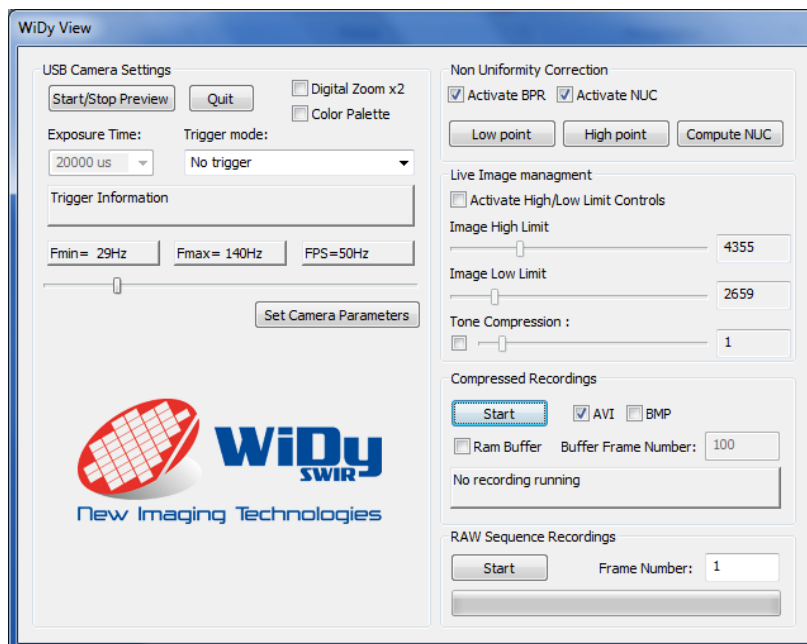 WiDy View
USB Camera Settings
Start/Stop Preview
Quit
Digital Zoom x2
Color Palette
Exposure Time:
Trigger mode:
20000 us
No trigger
Trigger Information
Fmin= 29Hz
Fmax= 140Hz
FPS=50Hz
Set Camera Parameters
WiDy
SWIR
New Imaging Technologies
Non Uniformity Correction
Activate BPR
Activate NUC
Low point
High point
Compute NUC
Live Image managment
Activate High/Low Limit Controls
Image High Limit
4355
Image Low Limit
2659
Tone Compression :
1
Compressed Recordings
Start
AVI
BMP
Ram Buffer
Buffer Frame Number:
100
No recording running
RAW Sequence Recordings
Start
Frame Number:
1